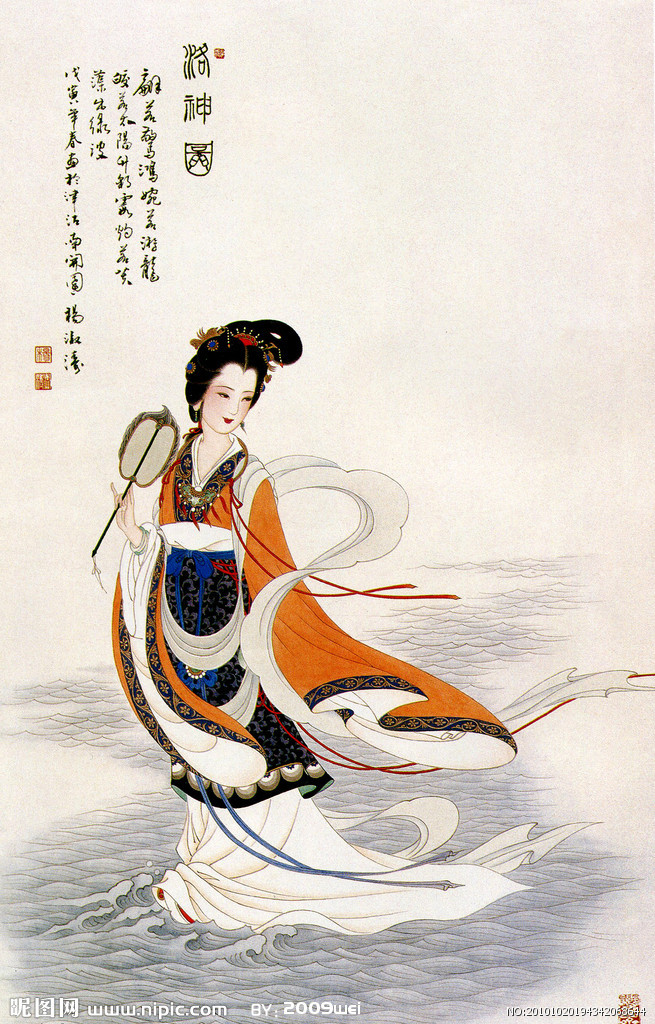 洛神圖
翩若驚鴻婉若游龍
皎若太陽升朝霞灼若芙
蕖出綠波
戊寅年春画於津沽南開園楊淑濤
昵图网 www.nipic.com BY: 2009wei
NO:20101020194342063644